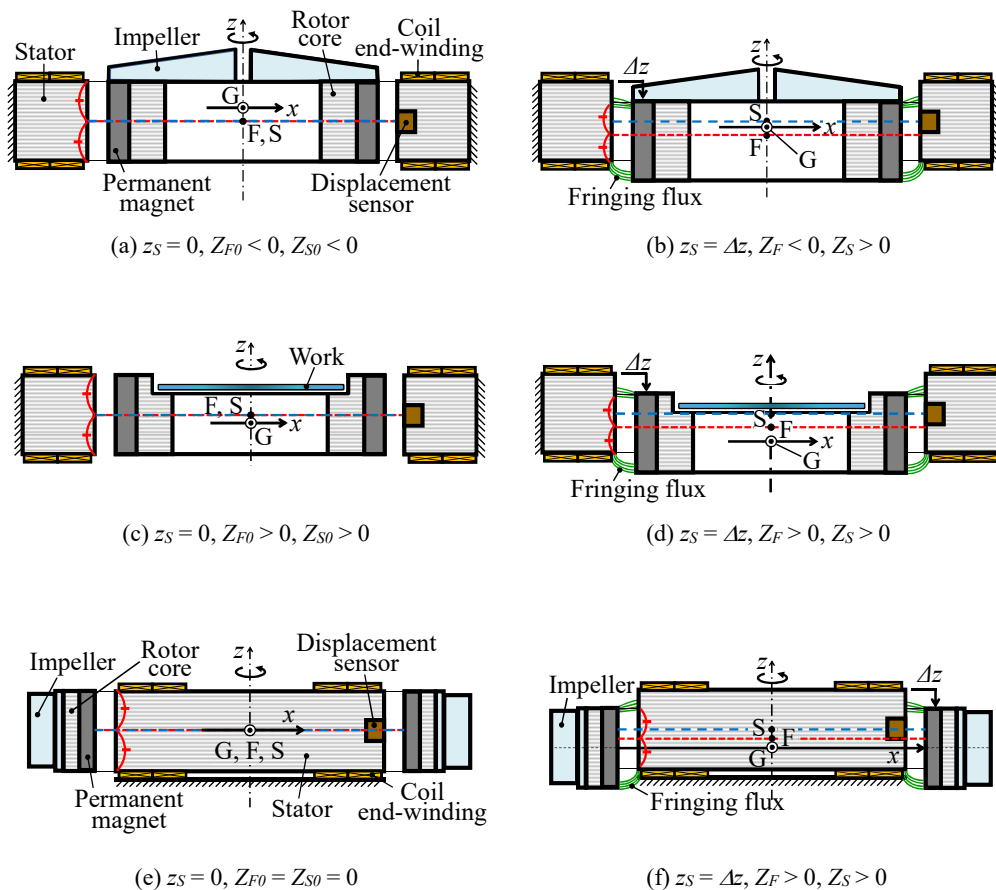 Stator
Impeller
z
Rotor
core
Coil
end-winding
G
x
F, S
Permanent
magnet
Displacement
sensor
(a) zS = 0, ZF0 < 0, ZS0 < 0
Δz
z
S
x
F
G
Fringing flux
(b) zS = Δz, ZF < 0, ZS > 0
z
Work
F, S
x
G
(c) zS = 0, ZF0 > 0, ZS0 > 0
Δz
z
S
F
x
G
Fringing flux
(d) zS = Δz, ZF > 0, ZS > 0
Impeller
Rotor
core
z
Displacement
sensor
x
G, F, S
Permanent
magnet
Stator
Coil
end-winding
(e) zS = 0, ZF0 = ZS0 = 0
Impeller
z
Δz
S
F
G
x
Fringing flux
(f) zS = Δz, ZF > 0, ZS > 0